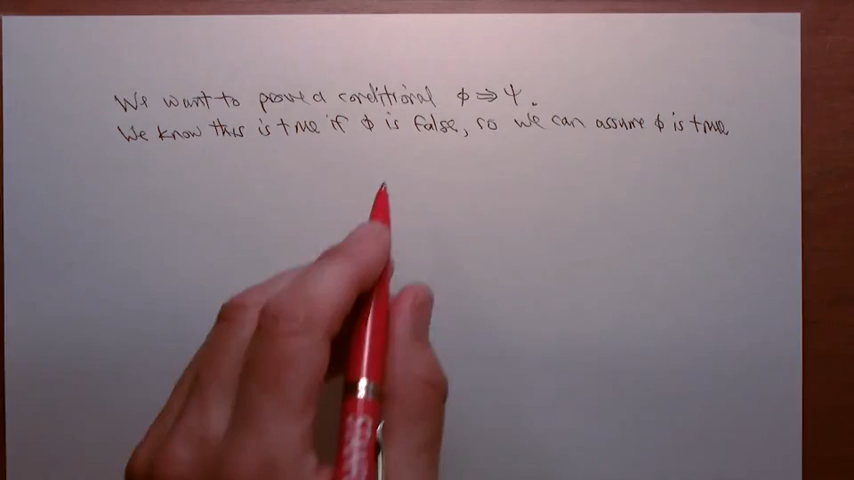 We want to prove a conditional ϕ ⇒ Ψ.
We know this is true if ϕ is false, so we can assume ϕ is true